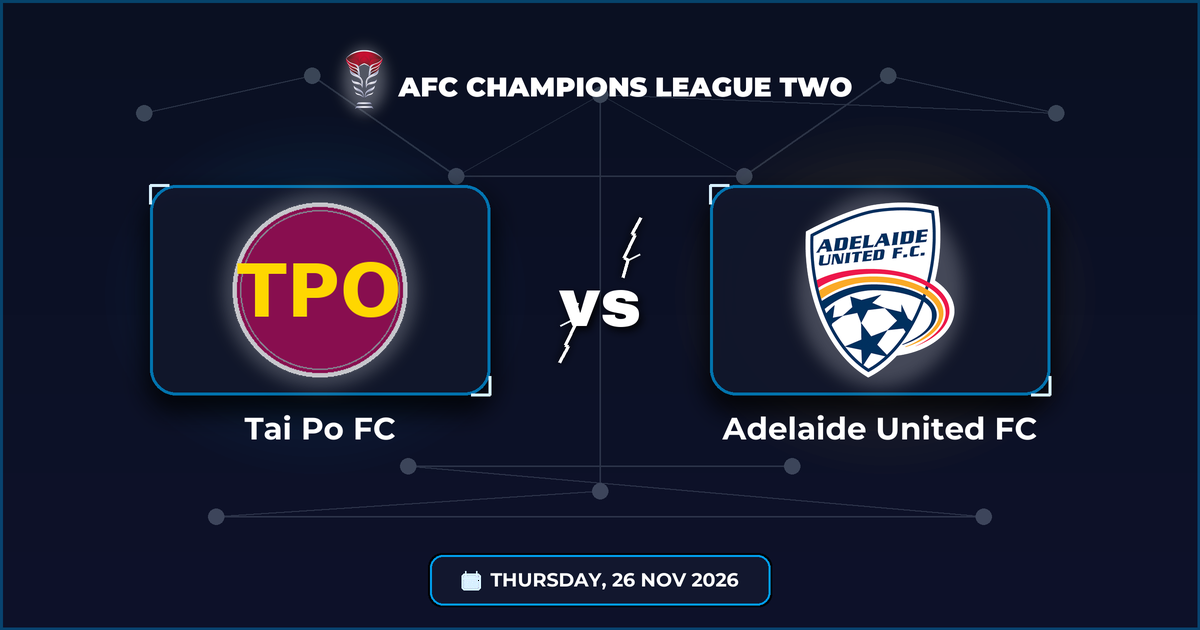 AFC CHAMPIONS LEAGUE TWO
TPO
ADELAIDE
UNITED F.C.
VS
Tai Po FC
Adelaide United FC
THURSDAY, 26 NOV 2026